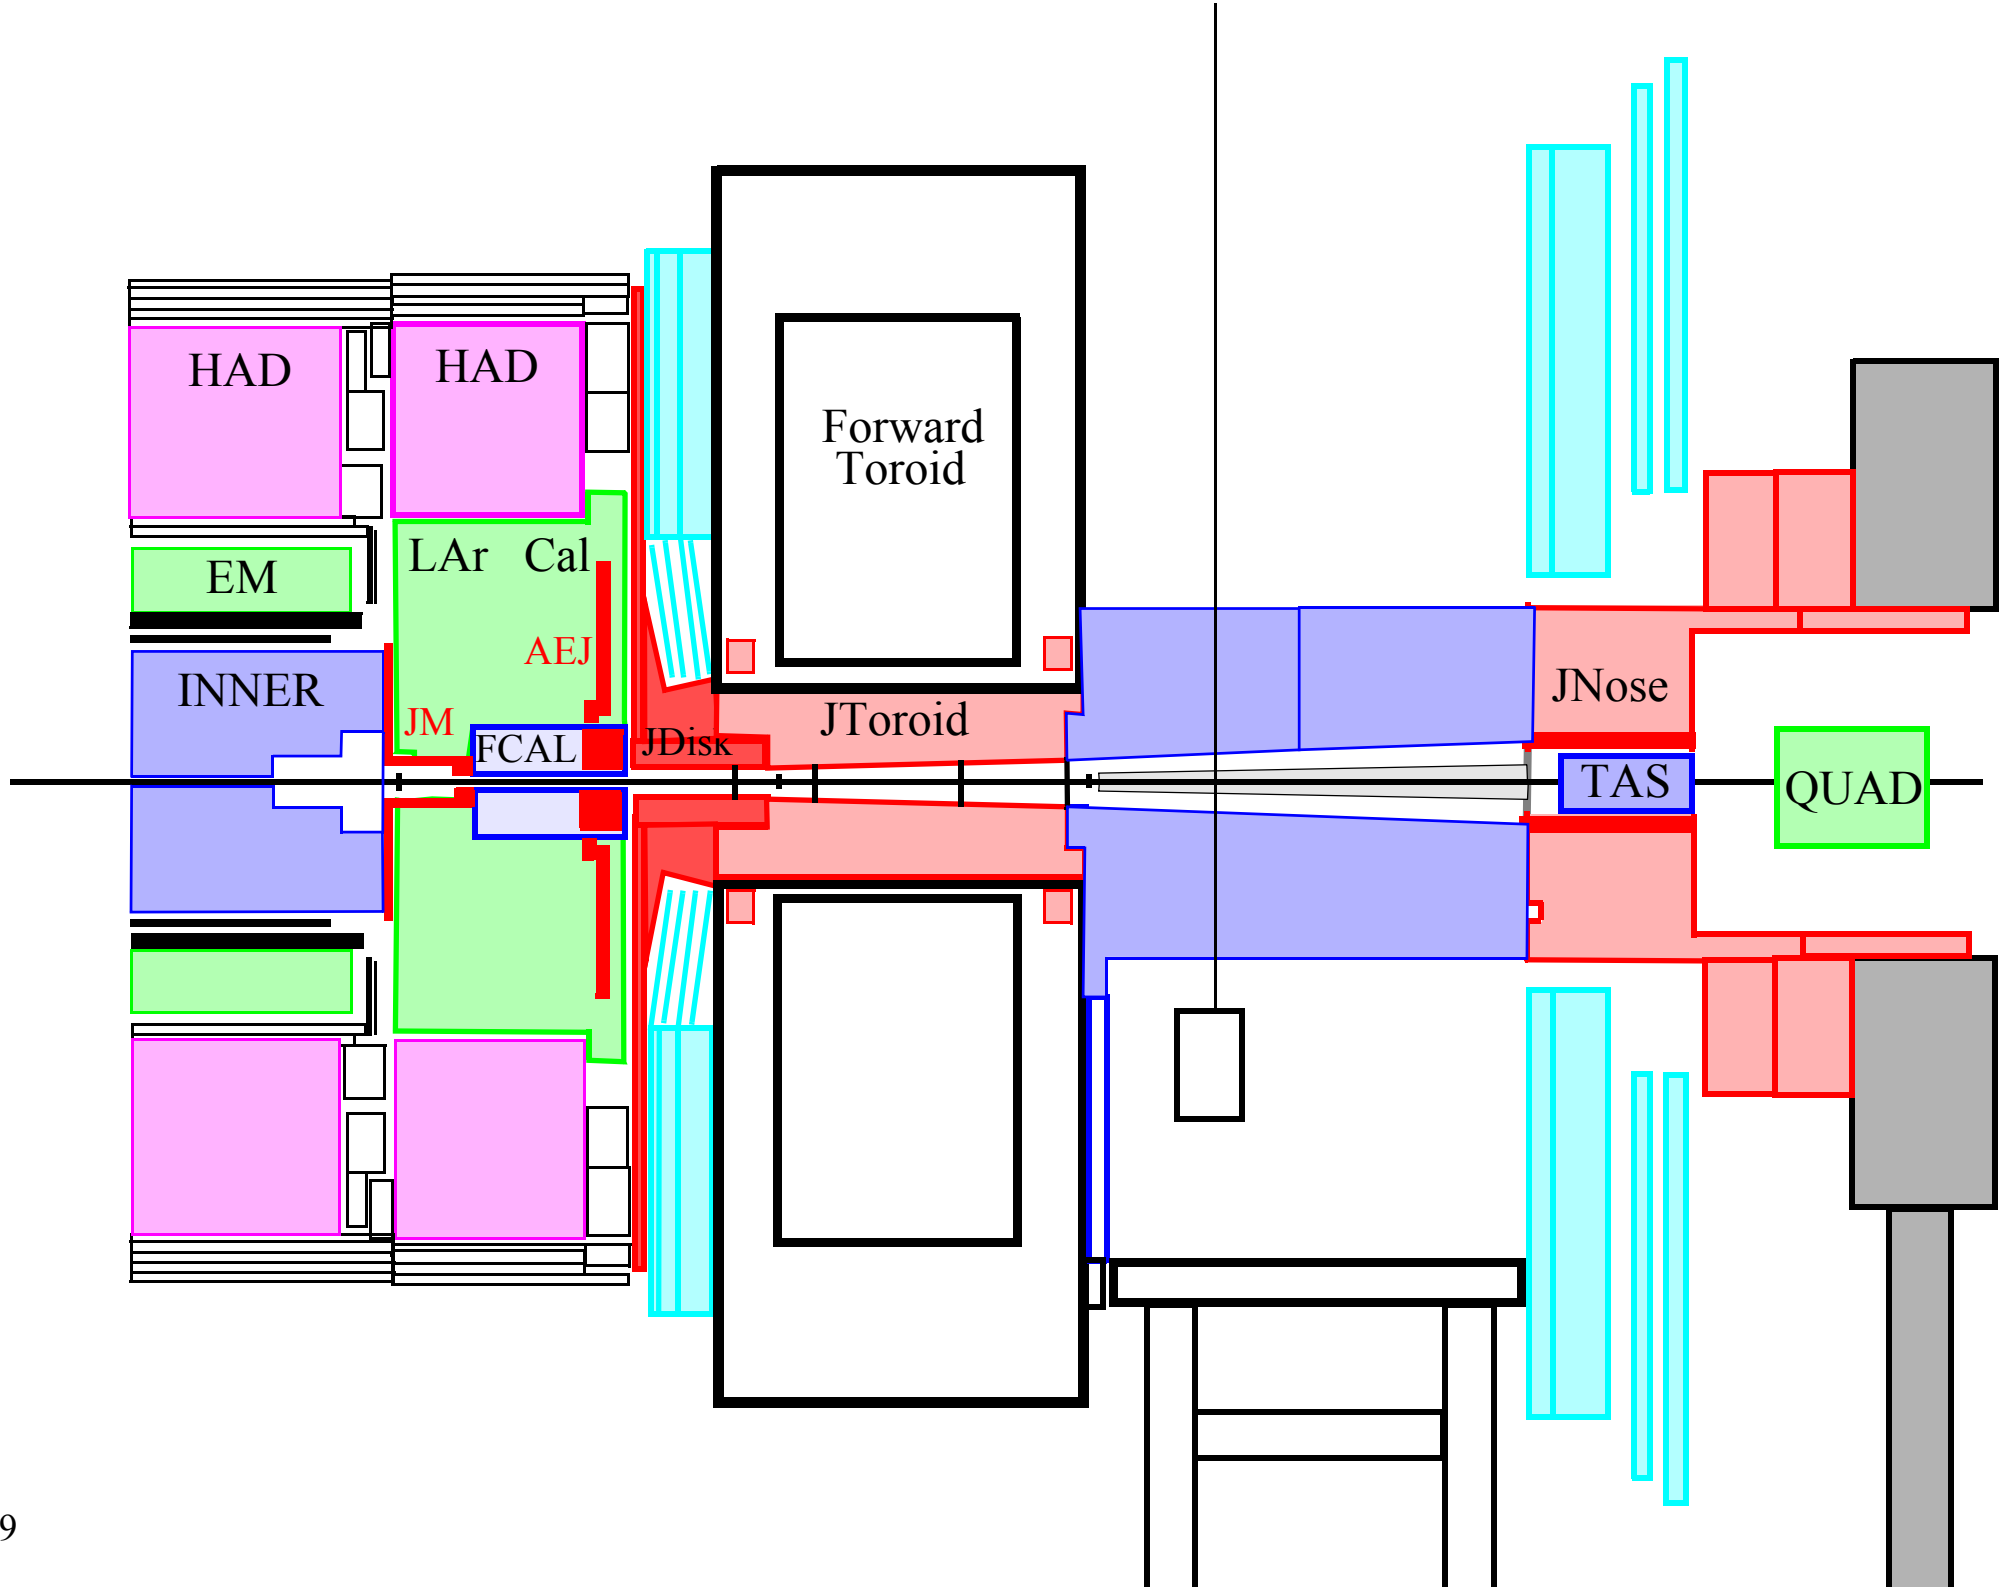 HAD
HAD
Forward
Toroid
LAr Cal
EM
AEJ
INNER
JM
JNose
JToroid
FCAL
JDisk
TAS
QUAD
9